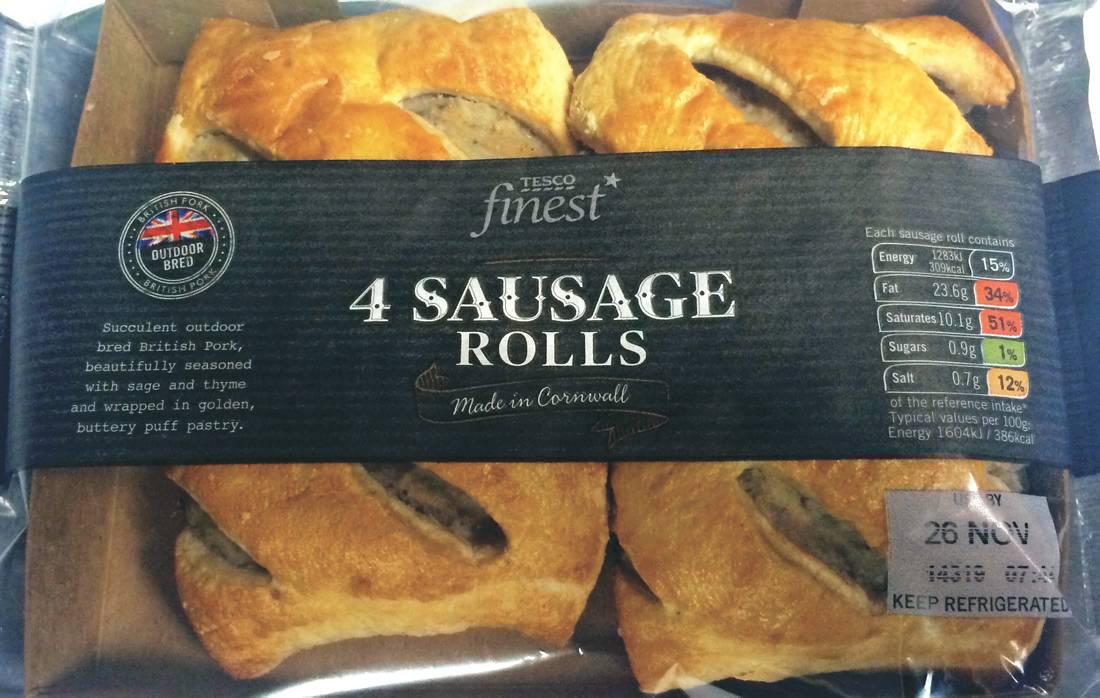 BRITISH PORK
OUTDOOR
BRED
BRITISH PORK
Succulent outdoor
bred British Pork,
beautifully seasoned
with sage and thyme
and wrapped in golden,
buttery puff pastry.
TESCO
finest
4 SAUSAGE
ROLLS
Made in Cornwall
Each sausage roll contains
Energy 1283kJ 309kcal 15%
Fat 23.6g 34%
Saturates 10.1g 51%
Sugars 0.9g 1%
Salt 0.7g 12%
of the reference intake*
Typical values per 100g:
Energy 1604kJ / 386kcal
USE BY
26 NOV
14319
KEEP REFRIGERATED